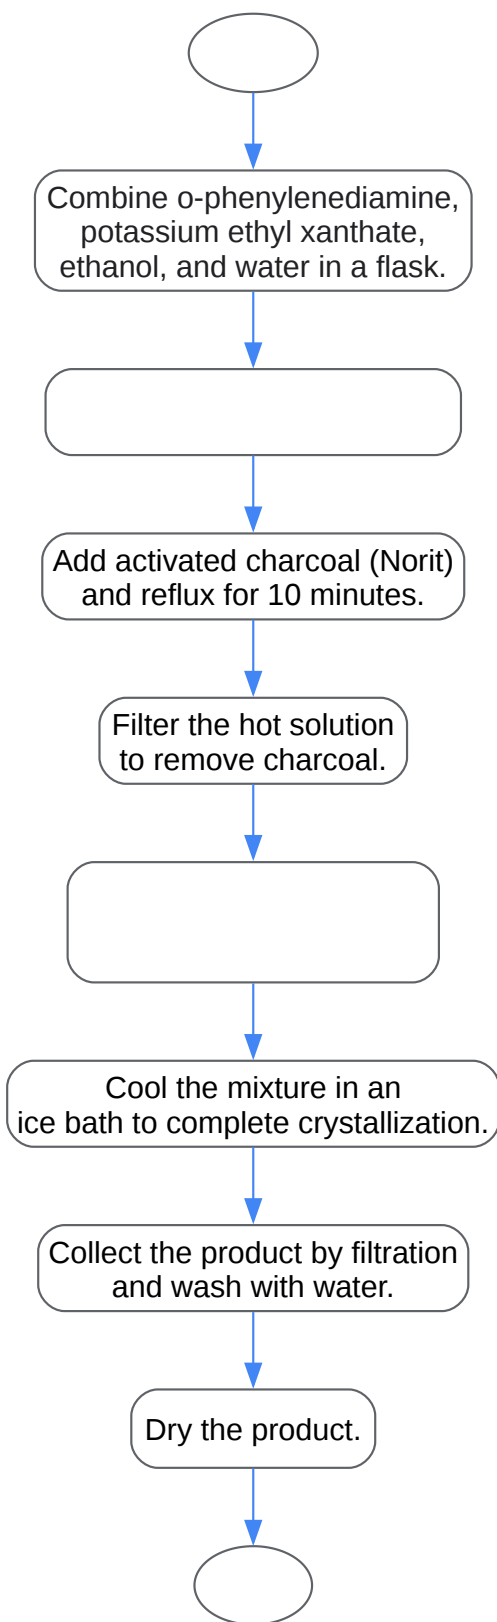 Combine o-phenylenediamine,
potassium ethyl xanthate,
ethanol, and water in a flask.
Add activated charcoal (Norit)
and reflux for 10 minutes.
Filter the hot solution
to remove charcoal.
Cool the mixture in an
ice bath to complete crystallization.
Collect the product by filtration
and wash with water.
Dry the product.